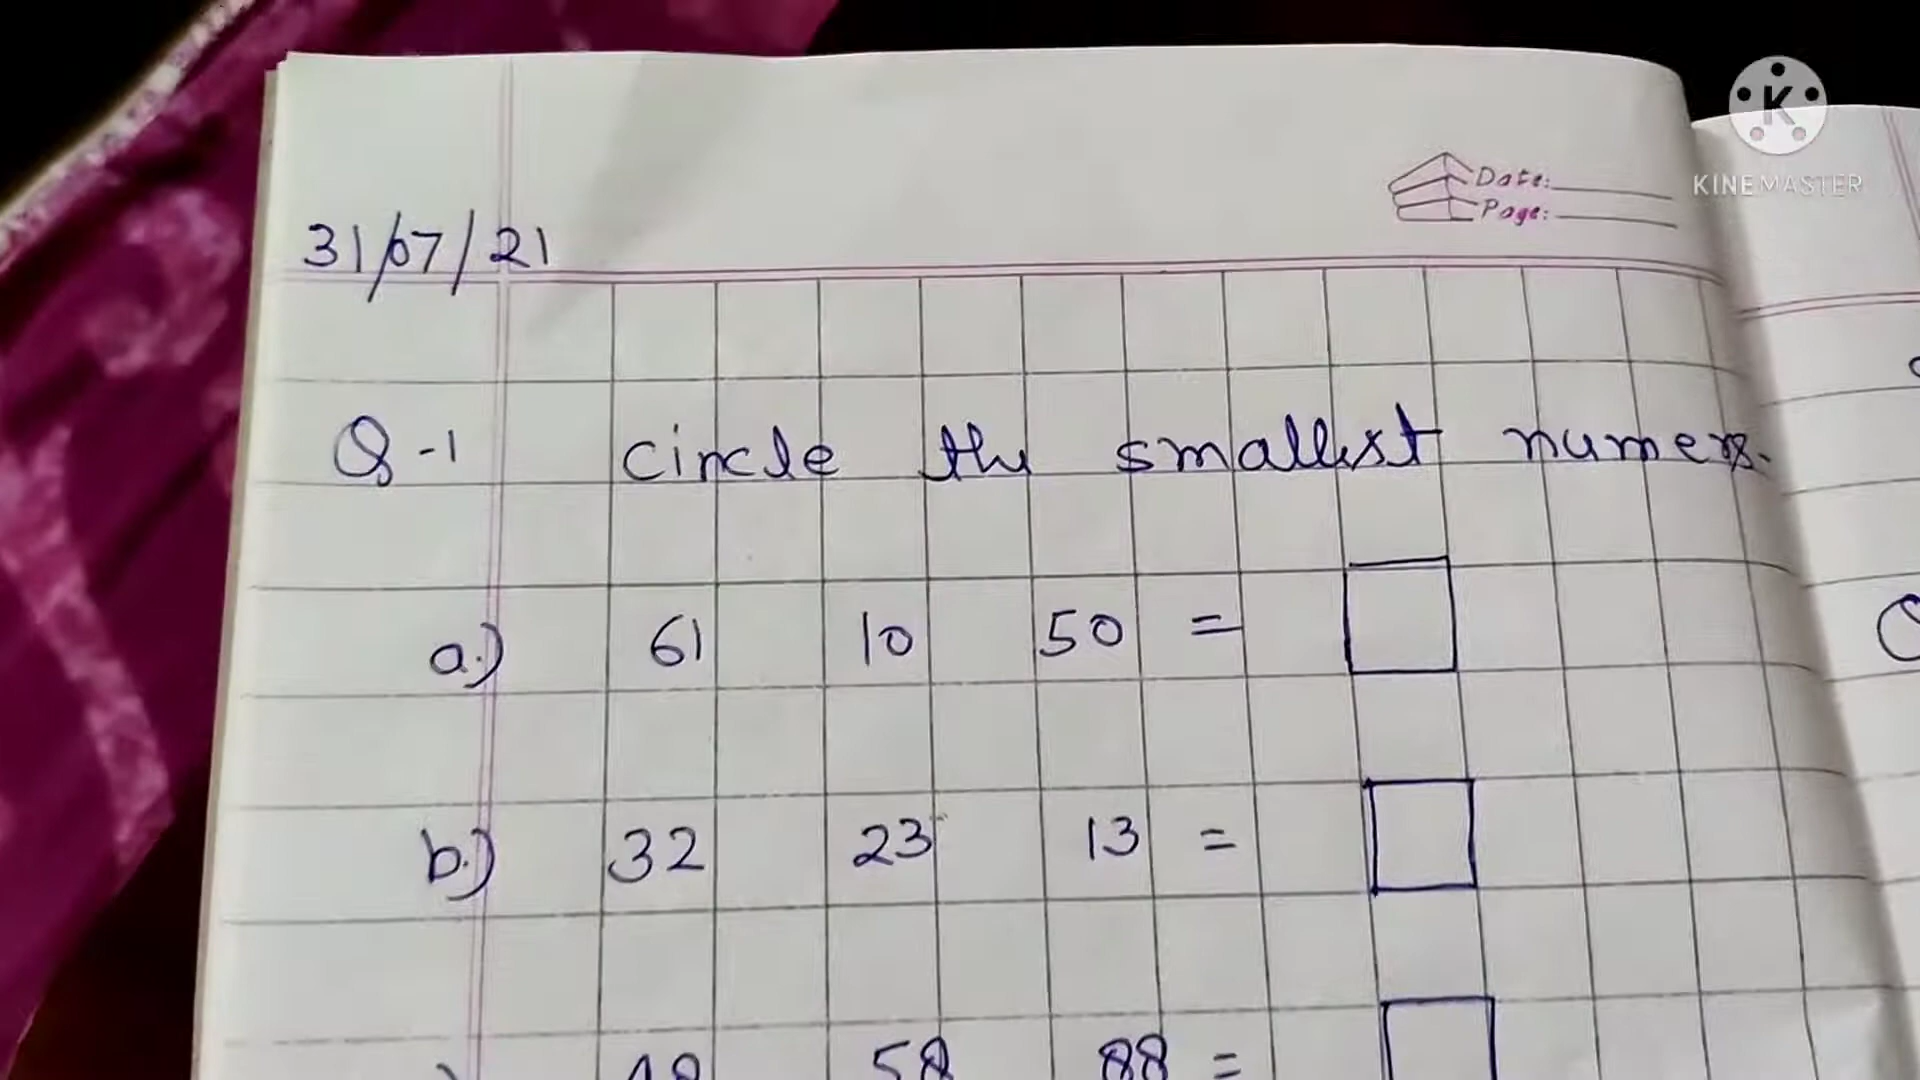 K
KINEMASTER
Date:
Page:
31/07/21
Q-1 circle the smallest numers.
a.) 61 10 50 =
b.) 32 23 13 =
58 88 =